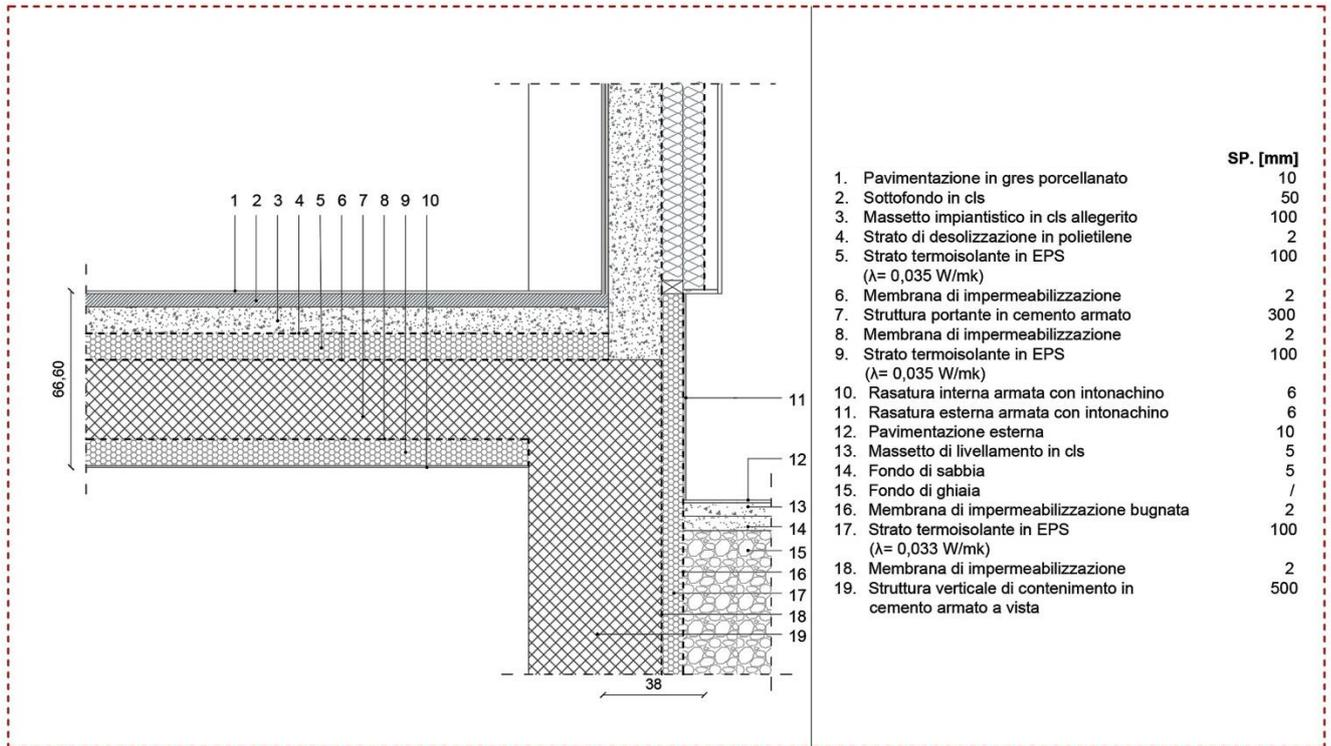 SP. [mm]
1 2 3 4 5 6 7 8 9 10
66,60
11
12
13
14
15
16
17
18
19
38
1. Pavimentazione in gres porcellanato 10
2. Sottofondo in cls 50
3. Massetto impiantistico in cls allegerito 100
4. Strato di desolizzazione in polietilene 2
5. Strato termoisolante in EPS 100
(λ= 0,035 W/mk)
6. Membrana di impermeabilizzazione 2
7. Struttura portante in cemento armato 300
8. Membrana di impermeabilizzazione 2
9. Strato termoisolante in EPS 100
(λ= 0,035 W/mk)
10. Rasatura interna armata con intonachino 6
11. Rasatura esterna armata con intonachino 6
12. Pavimentazione esterna 10
13. Massetto di livellamento in cls 5
14. Fondo di sabbia 5
15. Fondo di ghiaia /
16. Membrana di impermeabilizzazione bugnata 2
17. Strato termoisolante in EPS 100
(λ= 0,033 W/mk)
18. Membrana di impermeabilizzazione 2
19. Struttura verticale di contenimento in 500
cemento armato a vista